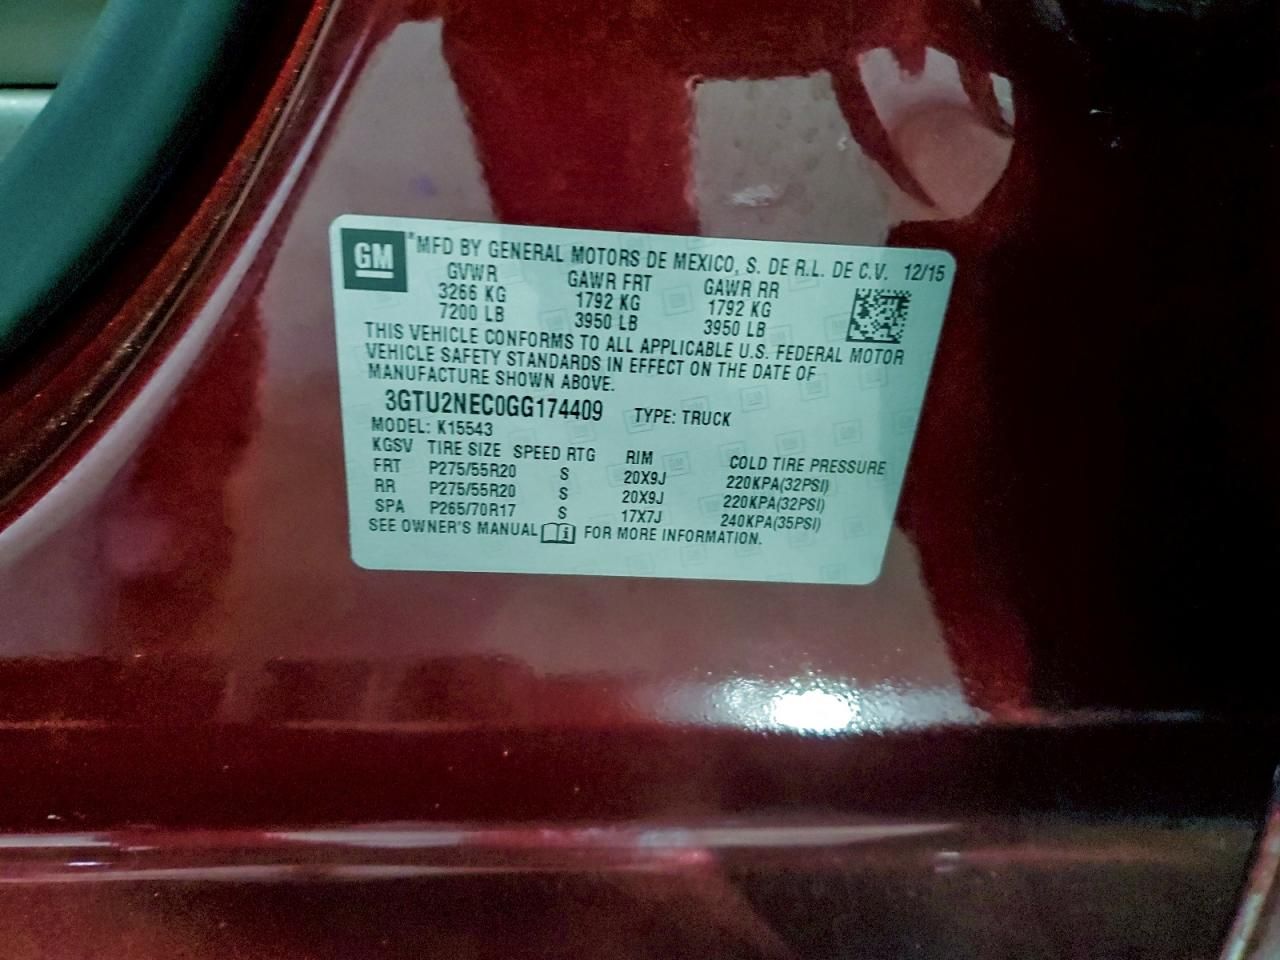 GM *MFD BY GENERAL MOTORS DE MEXICO, S. DE R.L. DE C.V. 12/15
GVWR GAWR FRT GAWR RR
3266 KG 1792 KG 1792 KG
7200 LB 3950 LB 3950 LB
THIS VEHICLE CONFORMS TO ALL APPLICABLE U.S. FEDERAL MOTOR
VEHICLE SAFETY STANDARDS IN EFFECT ON THE DATE OF
MANUFACTURE SHOWN ABOVE.
3GTU2NEC0GG174409 TYPE: TRUCK
MODEL: K15543
KGSV TIRE SIZE SPEED RTG RIM COLD TIRE PRESSURE
FRT P275/55R20 S 20X9J 220KPA(32PSI)
RR P275/55R20 S 20X9J 220KPA(32PSI)
SPA P265/70R17 S 17X7J 240KPA(35PSI)
SEE OWNER'S MANUAL i FOR MORE INFORMATION.